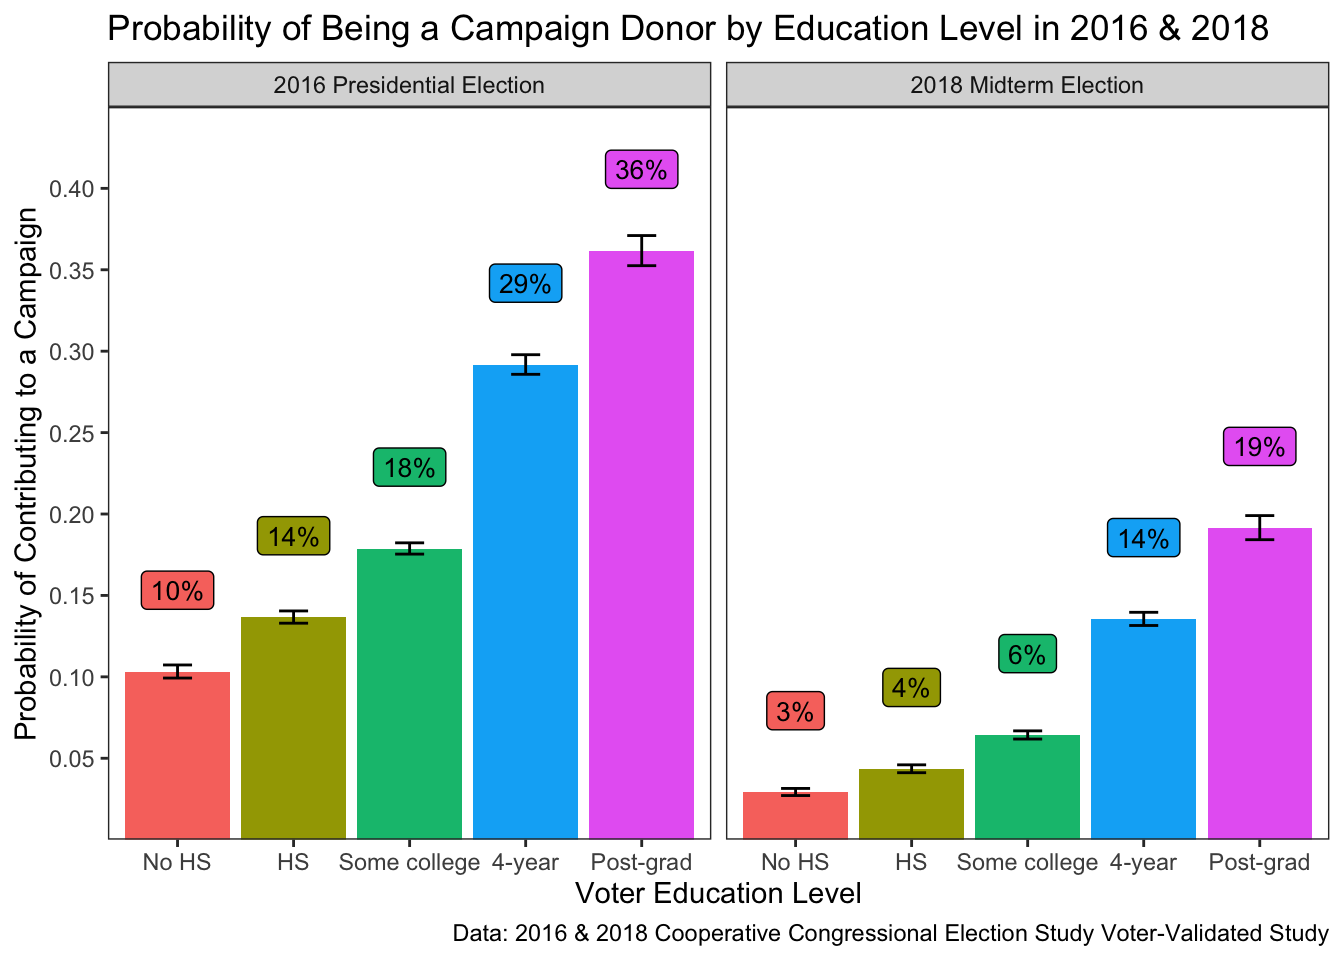 Probability of Being a Campaign Donor by Education Level in 2016 & 2018
2016 Presidential Election
2018 Midterm Election
Probability of Contributing to a Campaign
0.40
0.35
0.30
0.25
0.20
0.15
0.10
0.05
10%
14%
18%
29%
36%
3%
4%
6%
14%
19%
No HS HS Some college 4-year Post-grad
No HS HS Some college 4-year Post-grad
Voter Education Level
Data: 2016 & 2018 Cooperative Congressional Election Study Voter-Validated Study